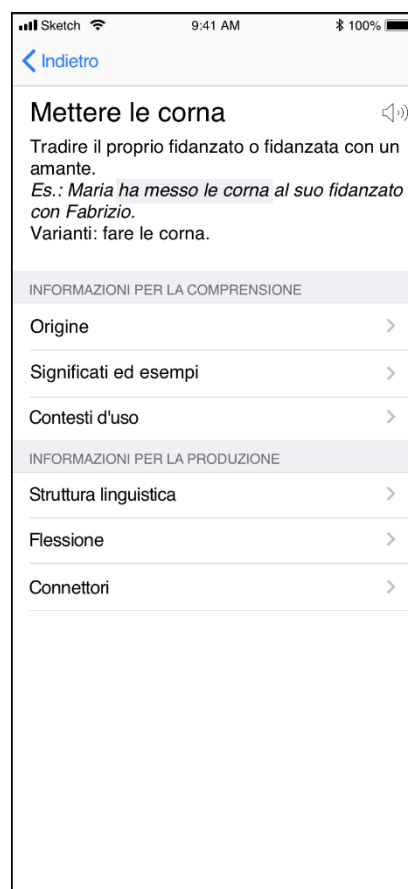 Sketch 9:41 AM 100%
Indietro
Mettere le corna
Tradire il proprio fidanzato o fidanzata con un
amante.
Es.: Maria ha messo le corna al suo fidanzato
con Fabrizio.
Varianti: fare le corna.
INFORMAZIONI PER LA COMPRENSIONE
Origine
Significati ed esempi
Contesti d'uso
INFORMAZIONI PER LA PRODUZIONE
Struttura linguistica
Flessione
Connettori